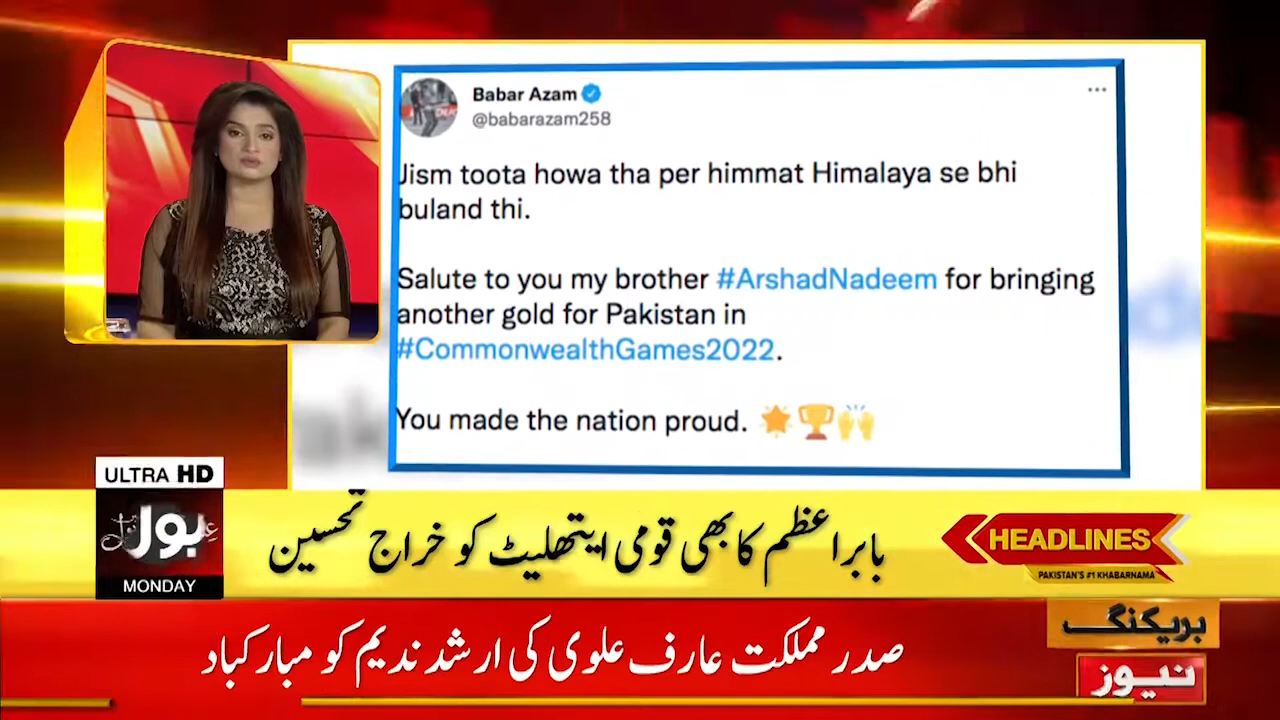 Babar Azam
@babarazam258
Jism toota howa tha per himmat Himalaya se bhi
buland thi.
Salute to you my brother #ArshadNadeem for bringing
another gold for Pakistan in
#CommonwealthGames2022.
You made the nation proud. 🌟🏆🙌
ULTRA HD
بول
MONDAY
بابر اعظم کا بھی قومی ایتھلیٹ کو خراج تحسین
HEADLINES
PAKISTAN'S #1 KHABARNAMA
صدر مملکت عارف علوی کی ارشد ندیم کو مبارکباد
بریکنگ
نیوز